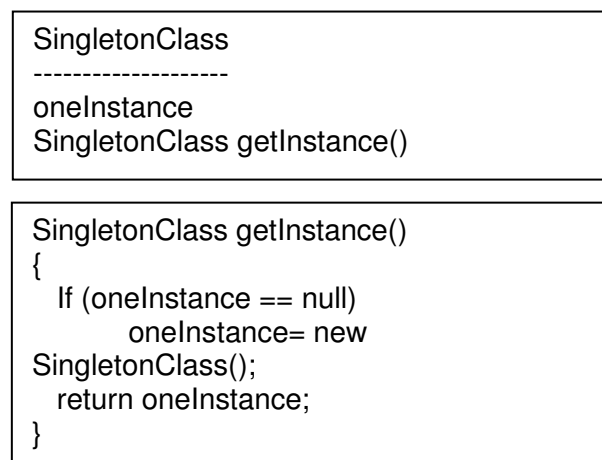 SingletonClass
--------------------
oneInstance
SingletonClass getInstance()
SingletonClass getInstance()
{
If (oneInstance == null)
oneInstance= new
SingletonClass();
return oneInstance;
}